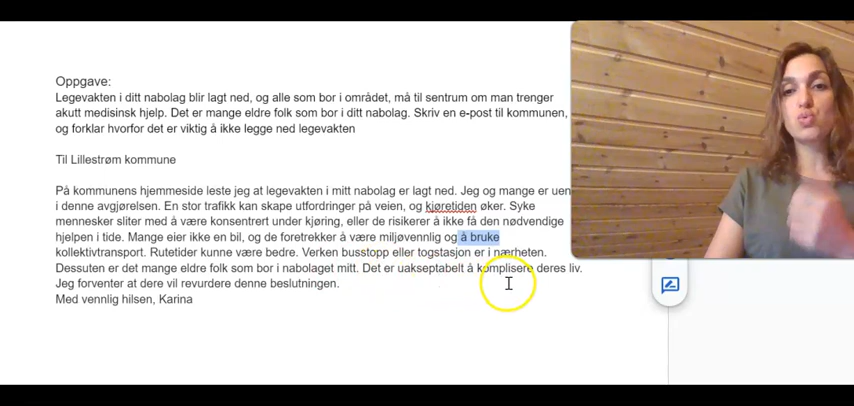 Oppgave:
Legevakten i ditt nabolag blir lagt ned, og alle som bor i området, må til sentrum om man trenger
akutt medisinsk hjelp. Det er mange eldre folk som bor i ditt nabolag. Skriv en e-post til kommunen,
og forklar hvorfor det er viktig å ikke legge ned legevakten
Til Lillestrøm kommune
På kommunens hjemmeside leste jeg at legevakten i mitt nabolag er lagt ned. Jeg og mange er uen
i denne avgjørelsen. En stor trafikk kan skape utfordringer på veien, og kjøretiden øker. Syke
mennesker sliter med å være konsentrert under kjøring, eller de risikerer å ikke få den nødvendige
hjelpen i tide. Mange eier ikke en bil, og de foretrekker å være miljøvennlig og å bruke
kollektivtransport. Rutetider kunne være bedre. Verken busstopp eller togstasjon er i nærheten.
Dessuten er det mange eldre folk som bor i nabolaget mitt. Det er uakseptabelt å komplisere deres liv.
Jeg forventer at dere vil revurdere denne beslutningen.
Med vennlig hilsen, Karina